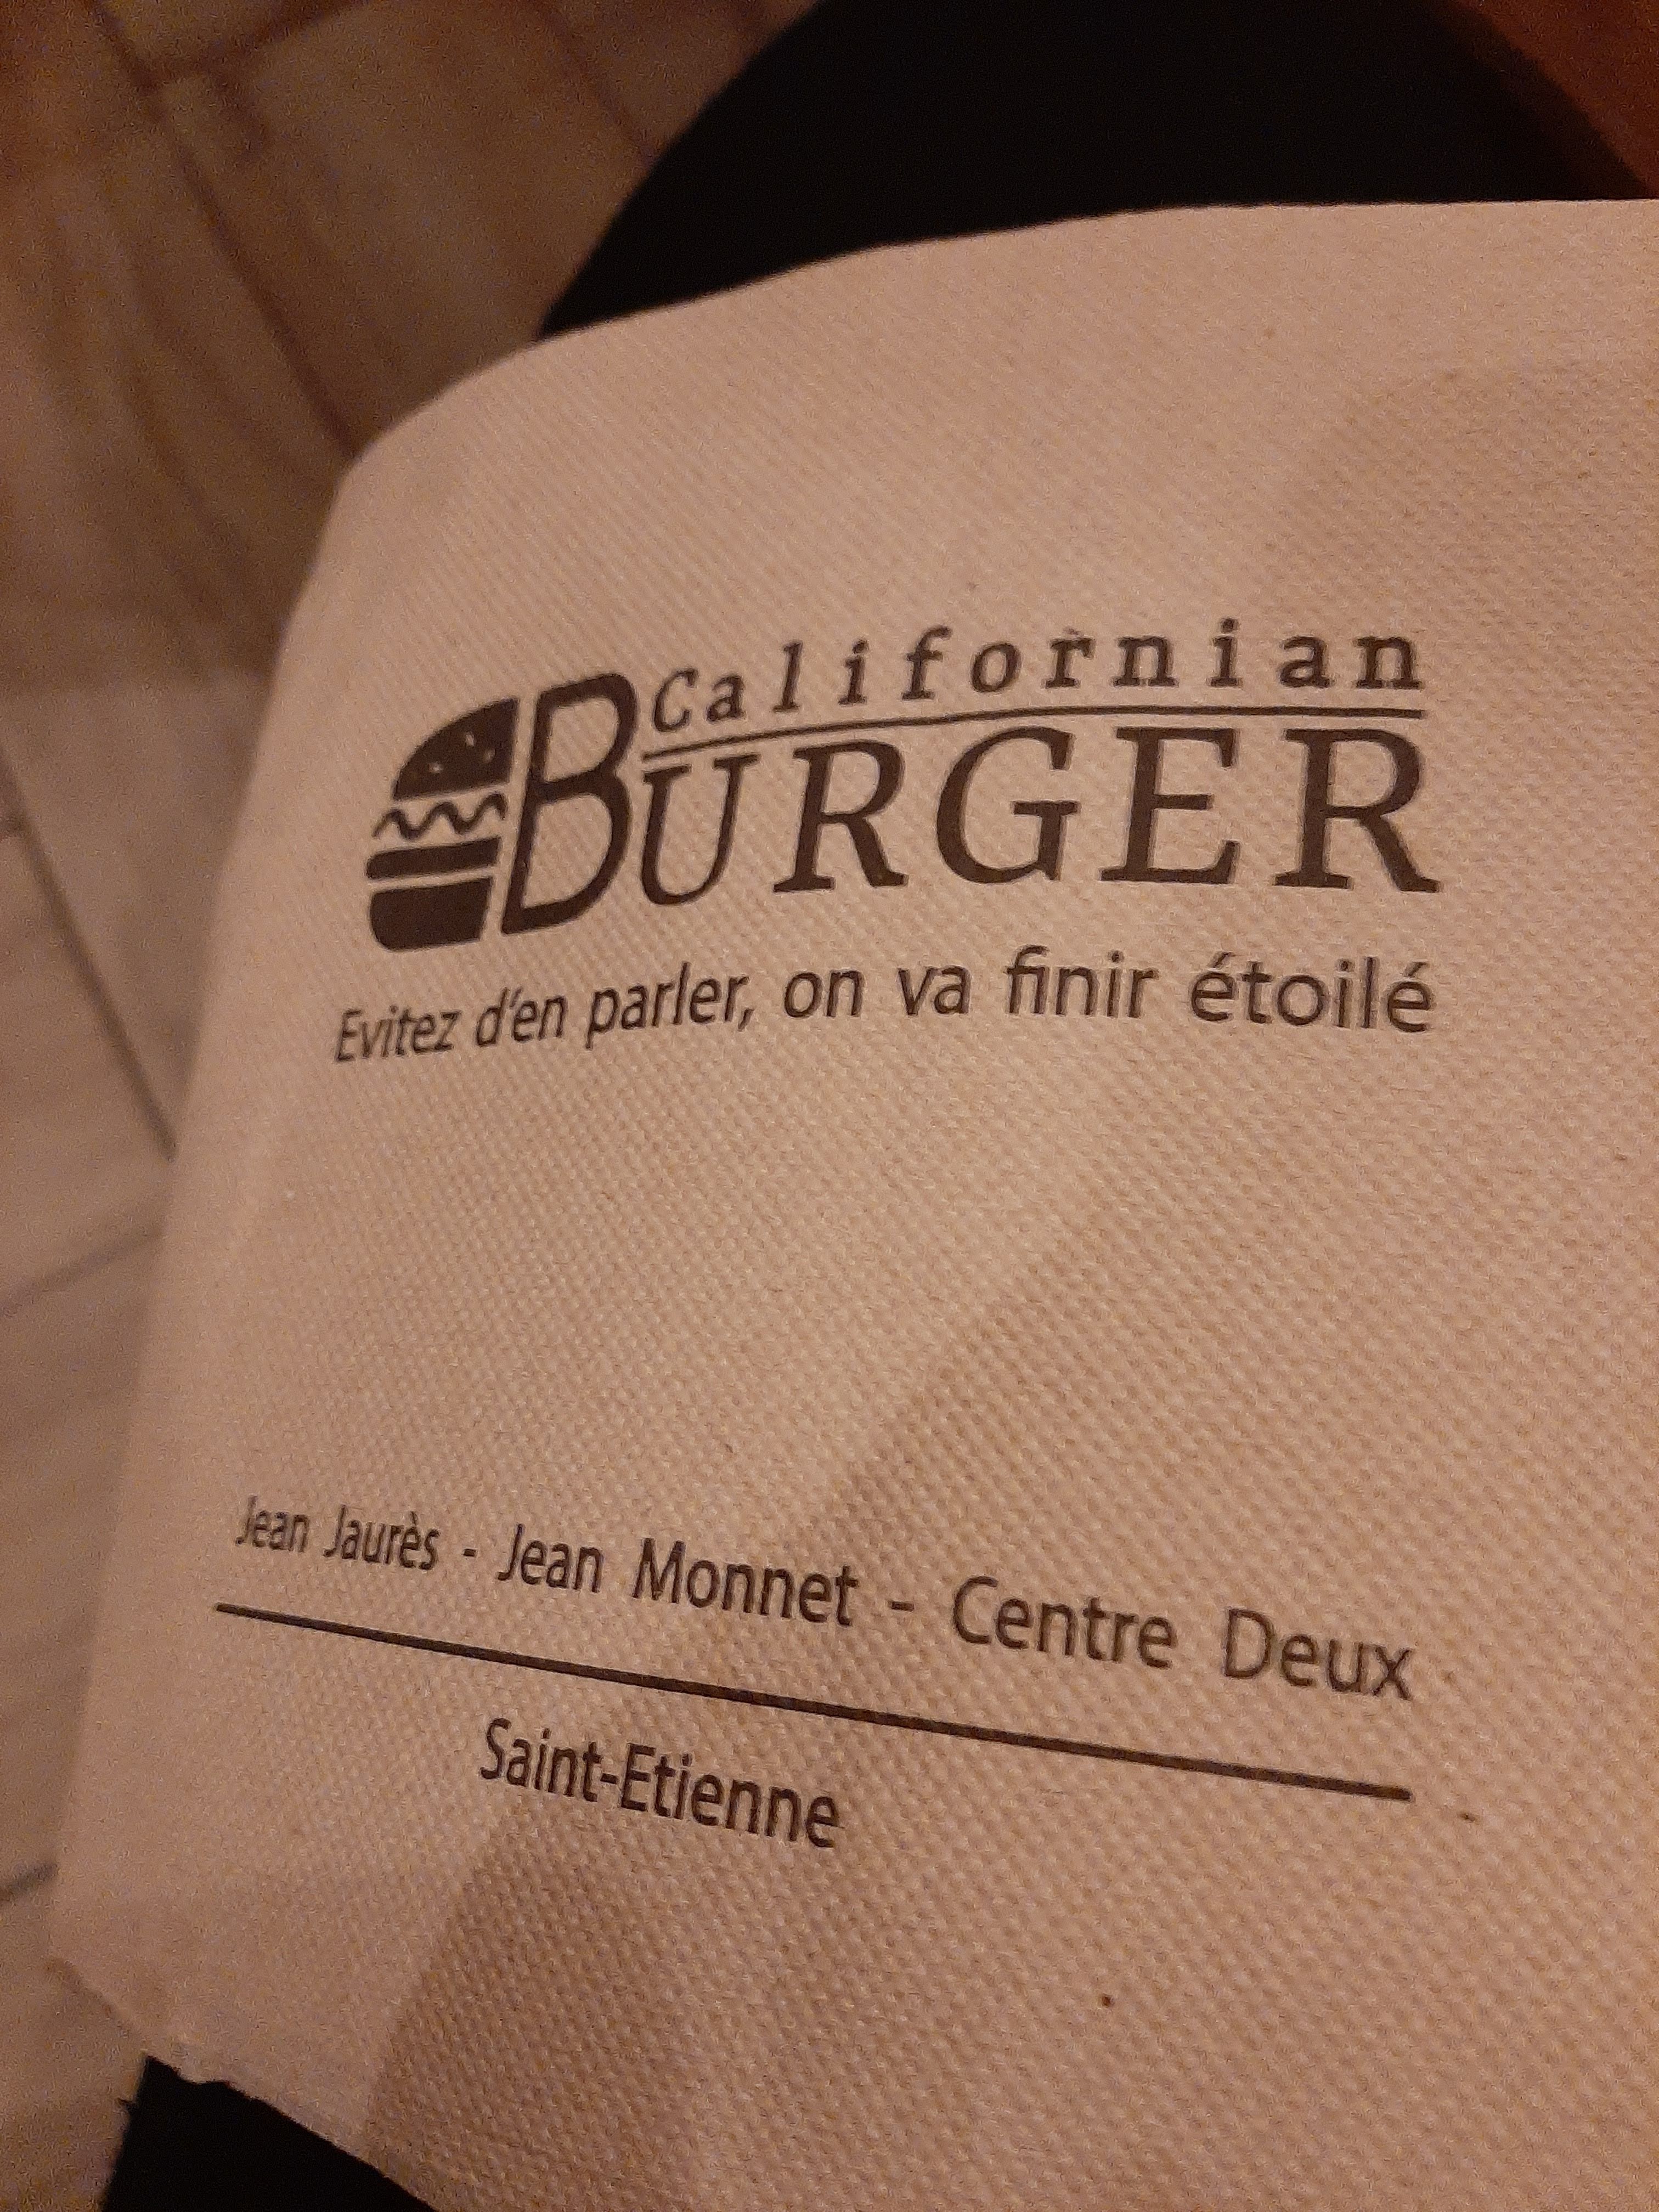 Californian
BURGER
Evitez d'en parler, on va finir étoilé
Jean Jaurès - Jean Monnet - Centre Deux
Saint-Etienne